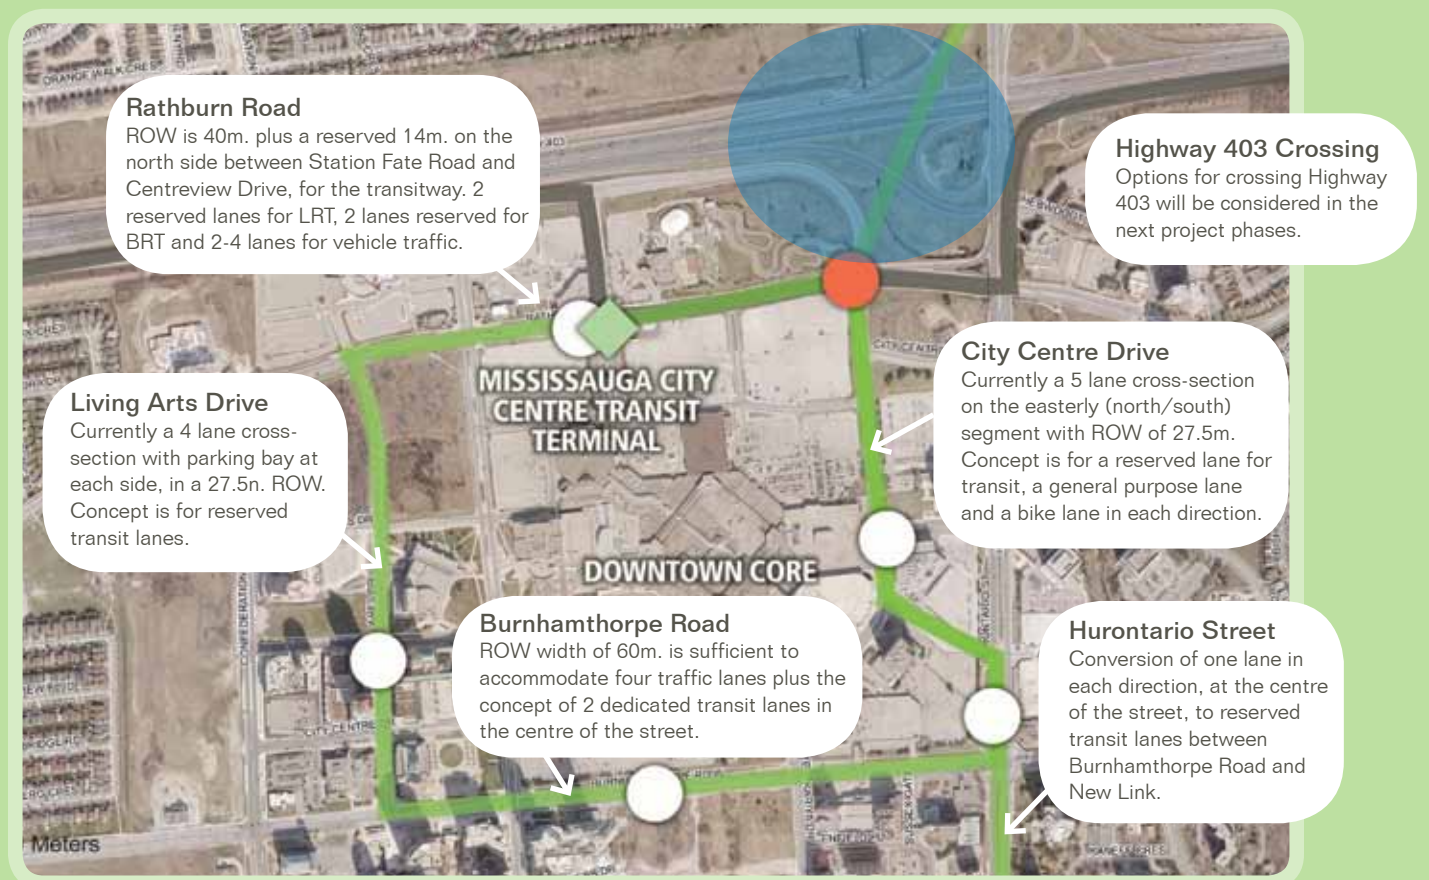 ORANGE WALK CRES
Rathburn Road
ROW is 40m. plus a reserved 14m. on the
north side between Station Fate Road and
Centreview Drive, for the transitway. 2
reserved lanes for LRT, 2 lanes reserved for
BRT and 2-4 lanes for vehicle traffic.
403
Highway 403 Crossing
Options for crossing Highway
403 will be considered in the
next project phases.
MISSISSAUGA CITY
CENTRE TRANSIT
TERMINAL
City Centre Drive
Currently a 5 lane cross-section
on the easterly (north/south)
segment with ROW of 27.5m.
Concept is for a reserved lane for
transit, a general purpose lane
and a bike lane in each direction.
Living Arts Drive
Currently a 4 lane cross-
section with parking bay at
each side, in a 27.5n. ROW.
Concept is for reserved
transit lanes.
DOWNTOWN CORE
CONFEDERATION
Burnhamthorpe Road
ROW width of 60m. is sufficient to
accommodate four traffic lanes plus the
concept of 2 dedicated transit lanes in
the centre of the street.
Hurontario Street
Conversion of one lane in
each direction, at the centre
of the street, to reserved
transit lanes between
Burnhamthorpe Road and
New Link.
CITY CENTRE
Meters